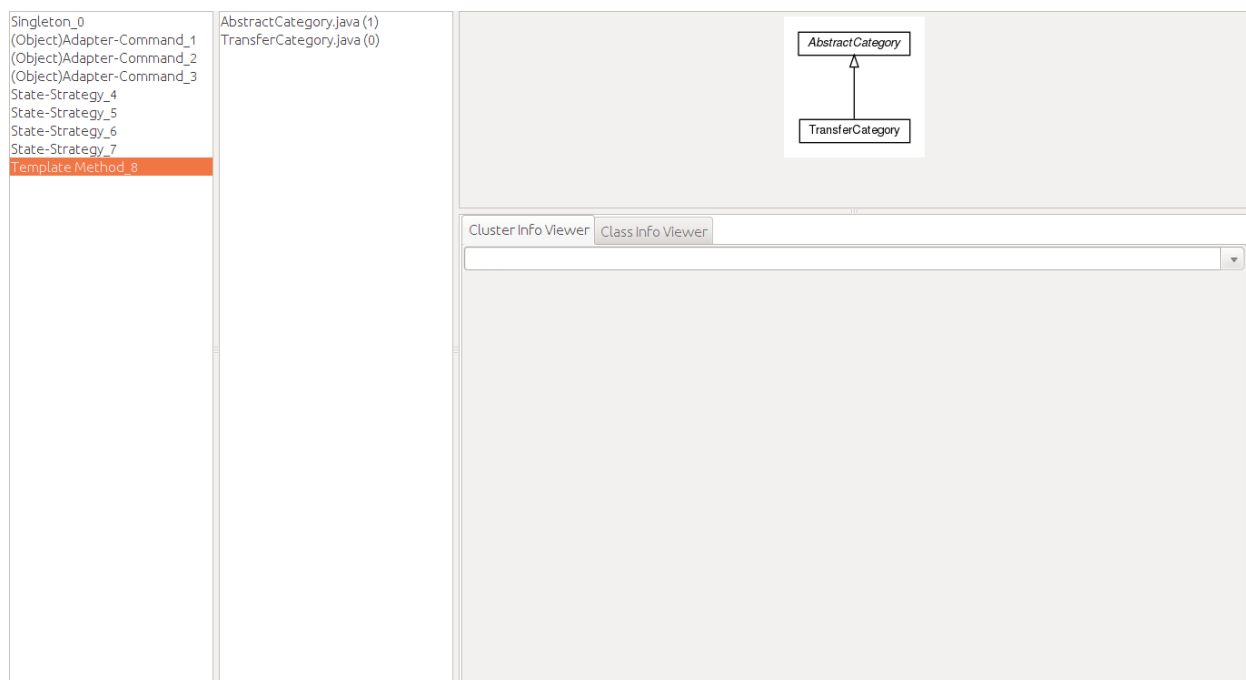 Singleton_0
(Object)Adapter-Command_1
(Object)Adapter-Command_2
(Object)Adapter-Command_3
State-Strategy_4
State-Strategy_5
State-Strategy_6
State-Strategy_7
Template Method_8
AbstractCategory.java (1)
TransferCategory.java (0)
AbstractCategory
TransferCategory
Cluster Info Viewer
Class Info Viewer